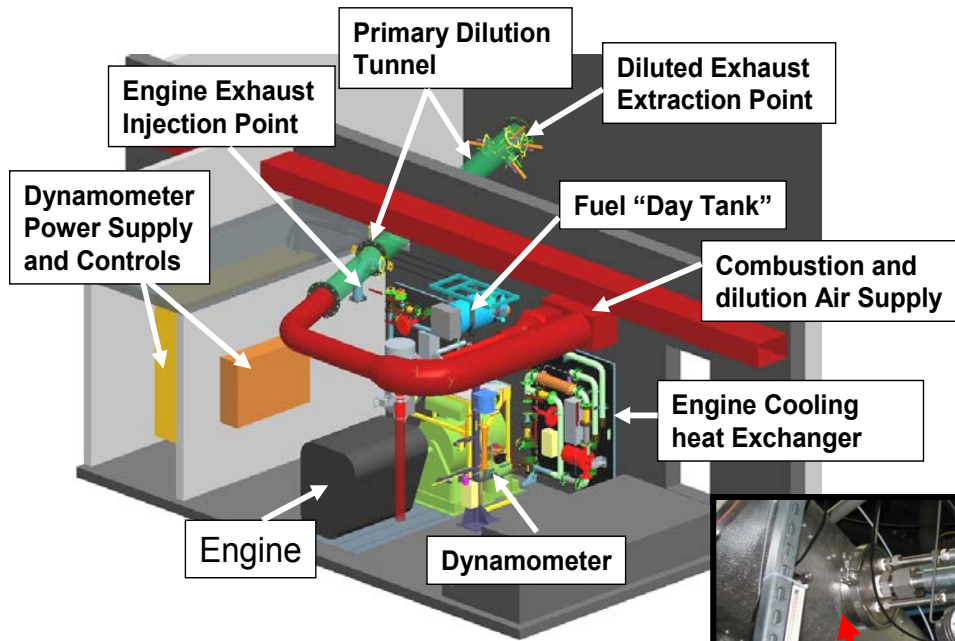 Primary Dilution
Tunnel
Diluted Exhaust
Extraction Point
Engine Exhaust
Injection Point
Dynamometer
Power Supply
and Controls
Fuel “Day Tank”
Combustion and
dilution Air Supply
Engine Cooling
heat Exchanger
Engine
Dynamometer